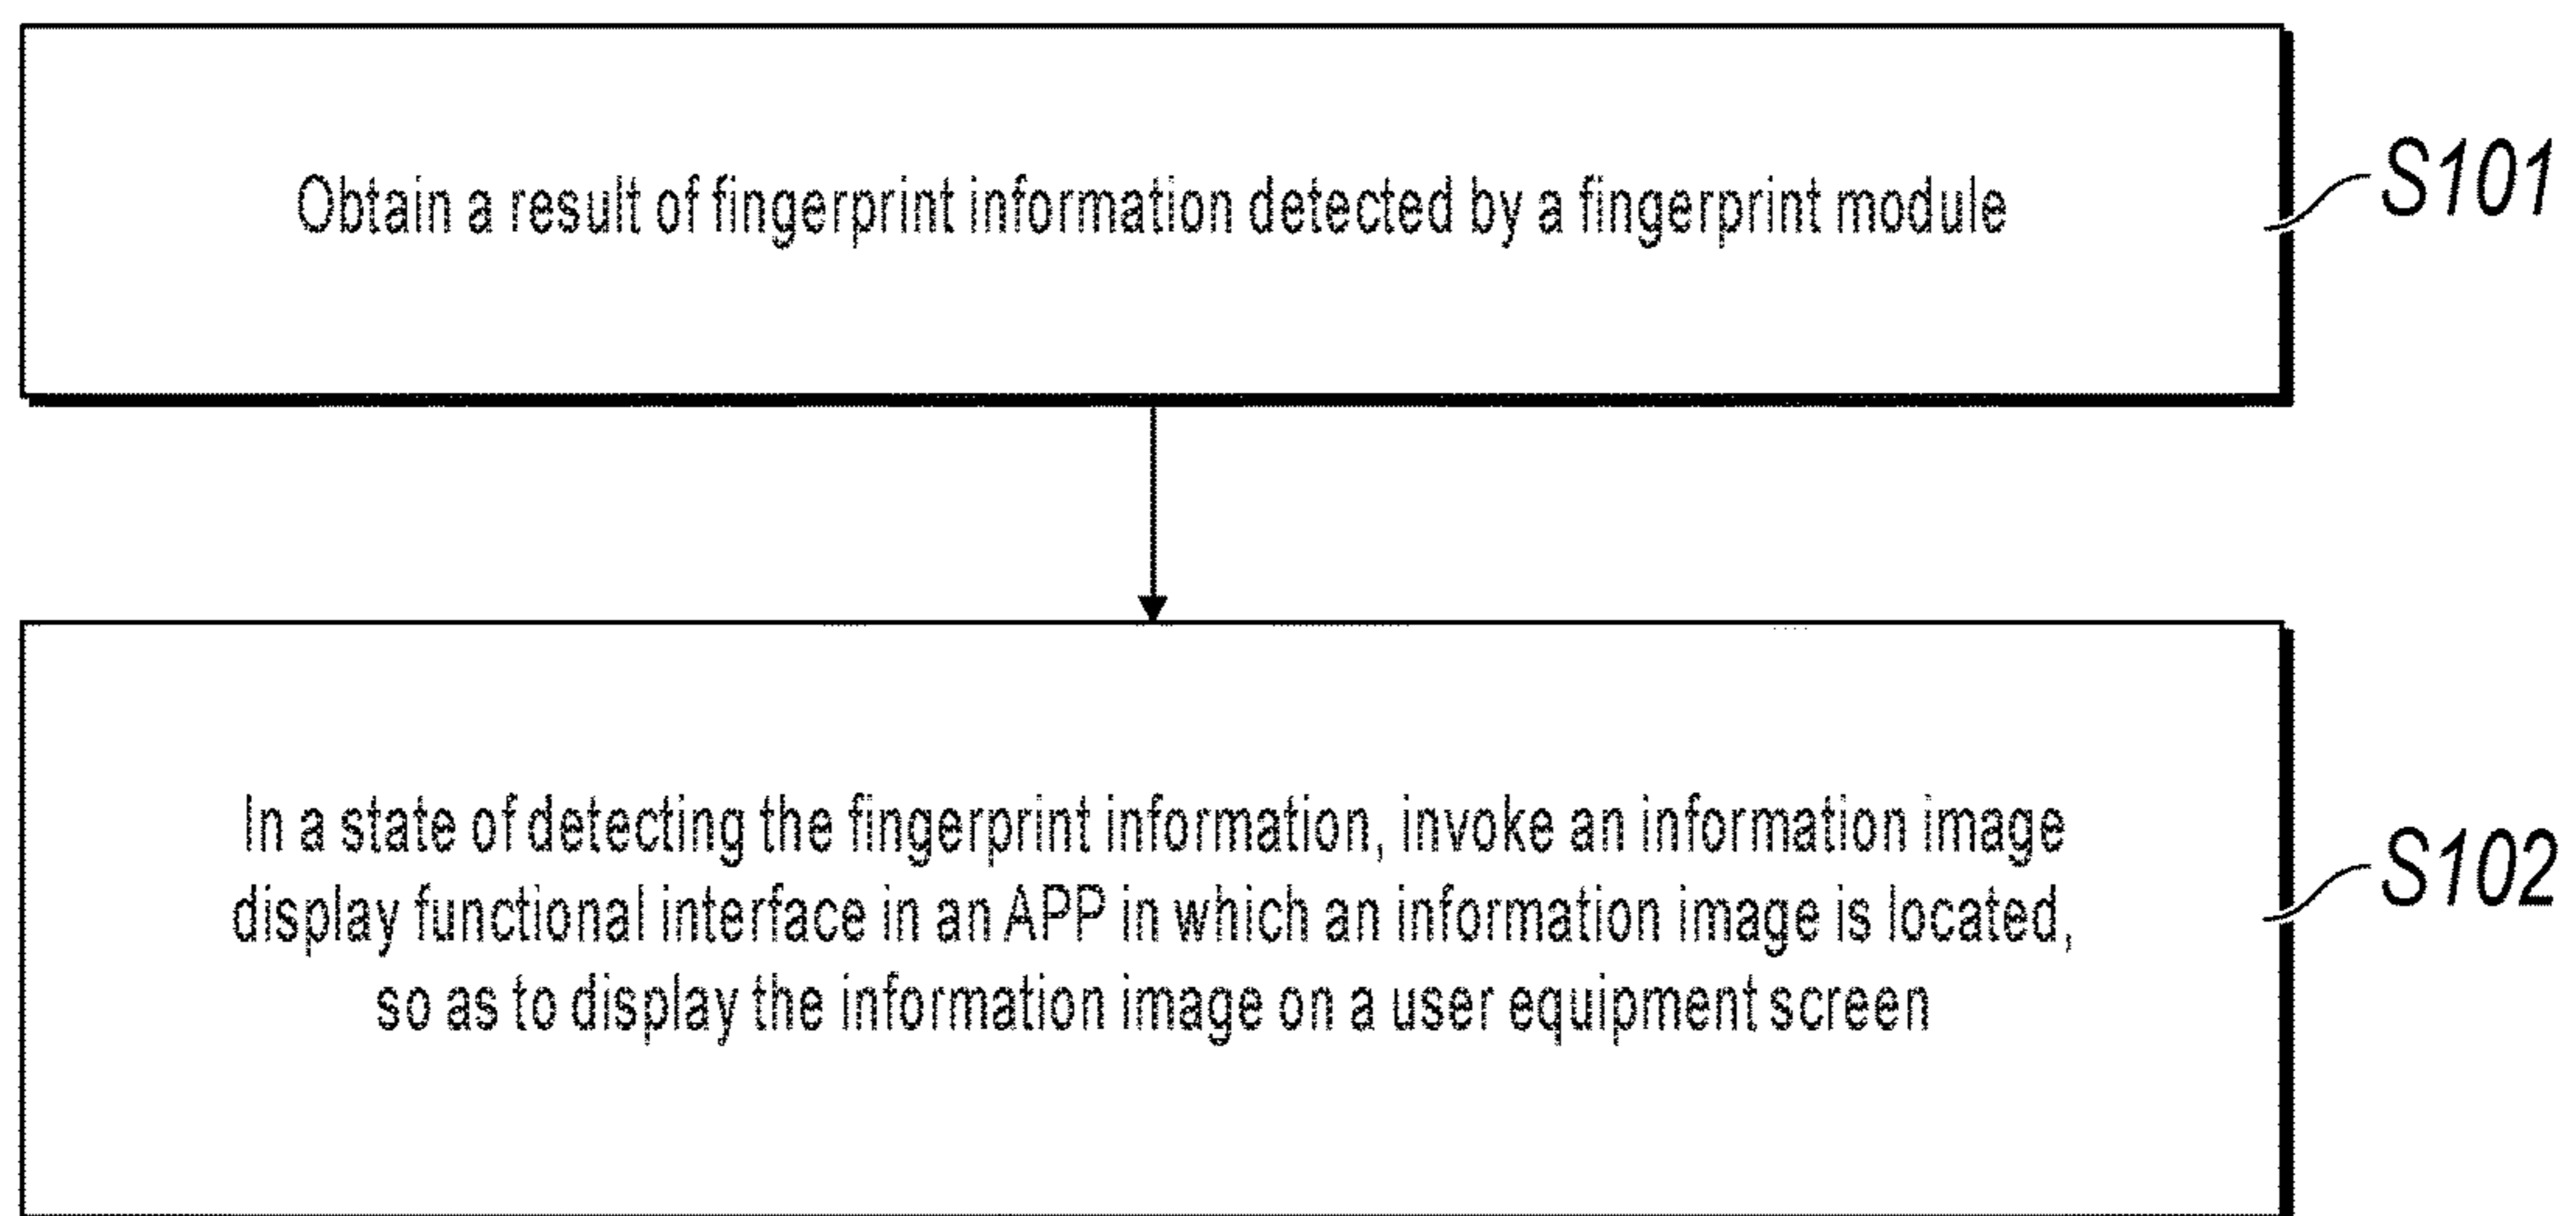 Obtain a result of fingerprint information detected by a fingerprint module
S101
In a state of detecting the fingerprint information, invoke an information image
display functional interface in an APP in which an information image is located,
so as to display the information image on a user equipment screen
S102